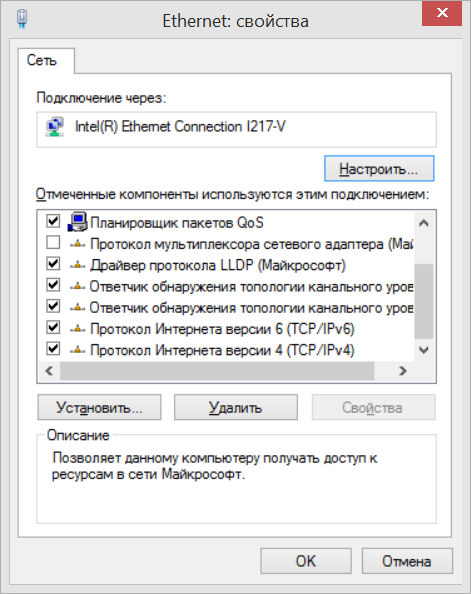 Ethernet: свойства
Сеть
Подключение через:
Intel(R) Ethernet Connection I217-V
Настроить...
Отмеченные компоненты используются этим подключением:
Планировщик пакетов QoS
Протокол мультиплексора сетевого адаптера (Май
Драйвер протокола LLDP (Майкрософт)
Ответчик обнаружения топологии канального уров
Ответчик обнаружения топологии канального уров
Протокол Интернета версии 6 (TCP/IPv6)
Протокол Интернета версии 4 (TCP/IPv4)
Установить...
Удалить
Свойства
Описание
Позволяет данному компьютеру получать доступ к
ресурсам в сети Майкрософт.
OK
Отмена